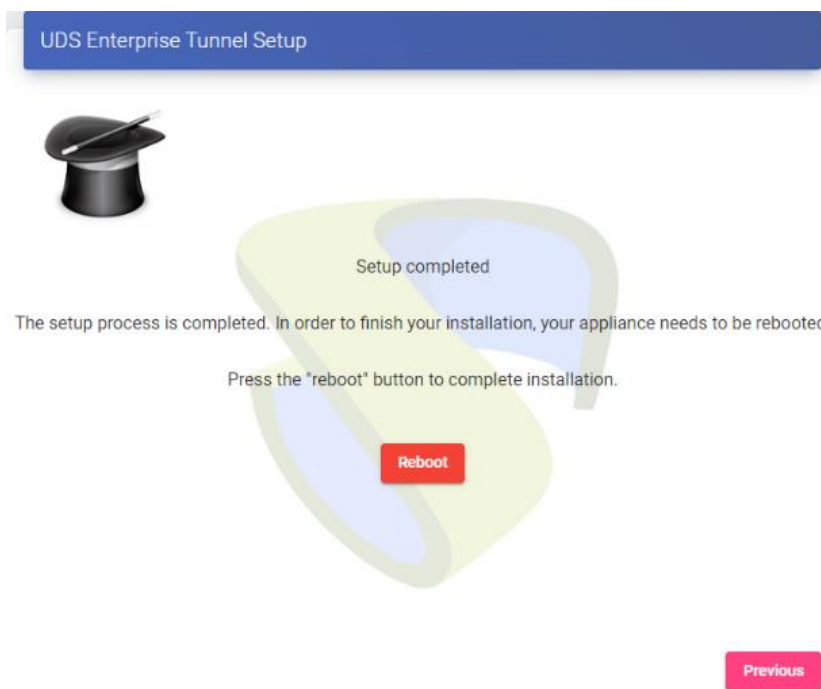 UDS Enterprise Tunnel Setup
Setup completed
The setup process is completed. In order to finish your installation, your appliance needs to be rebooted
Press the "reboot" button to complete installation.
Reboot
Previous